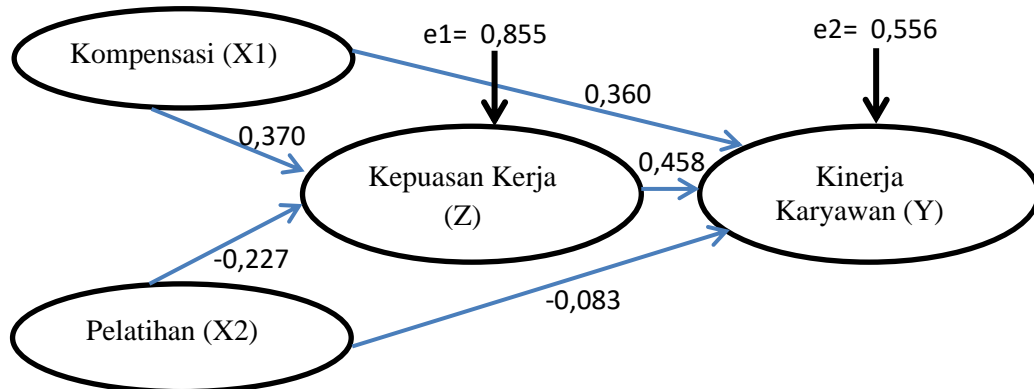 Kompensasi (X1)
e1= 0,855
e2= 0,556
0,360
0,370
Kepuasan Kerja
(Z)
0,458
Kinerja
Karyawan (Y)
-0,227
-0,083
Pelatihan (X2)